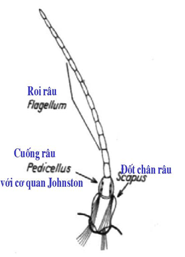 Roi râu
flagellum
Cuống râu
Pedicellus
với cơ quan Johnston
Đốt chân râu
Scapus